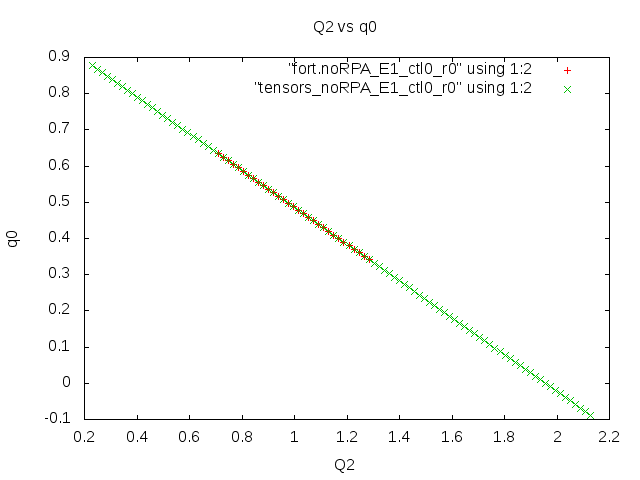 Q2 vs q0
"fort.noRPA_E1_ctl0_r0" using 1:2
"tensors_noRPA_E1_ctl0_r0" using 1:2
0.9
0.8
0.7
0.6
0.5
0.4
0.3
0.2
0.1
0
-0.1
q0
0.2 0.4 0.6 0.8 1 1.2 1.4 1.6 1.8 2 2.2
Q2